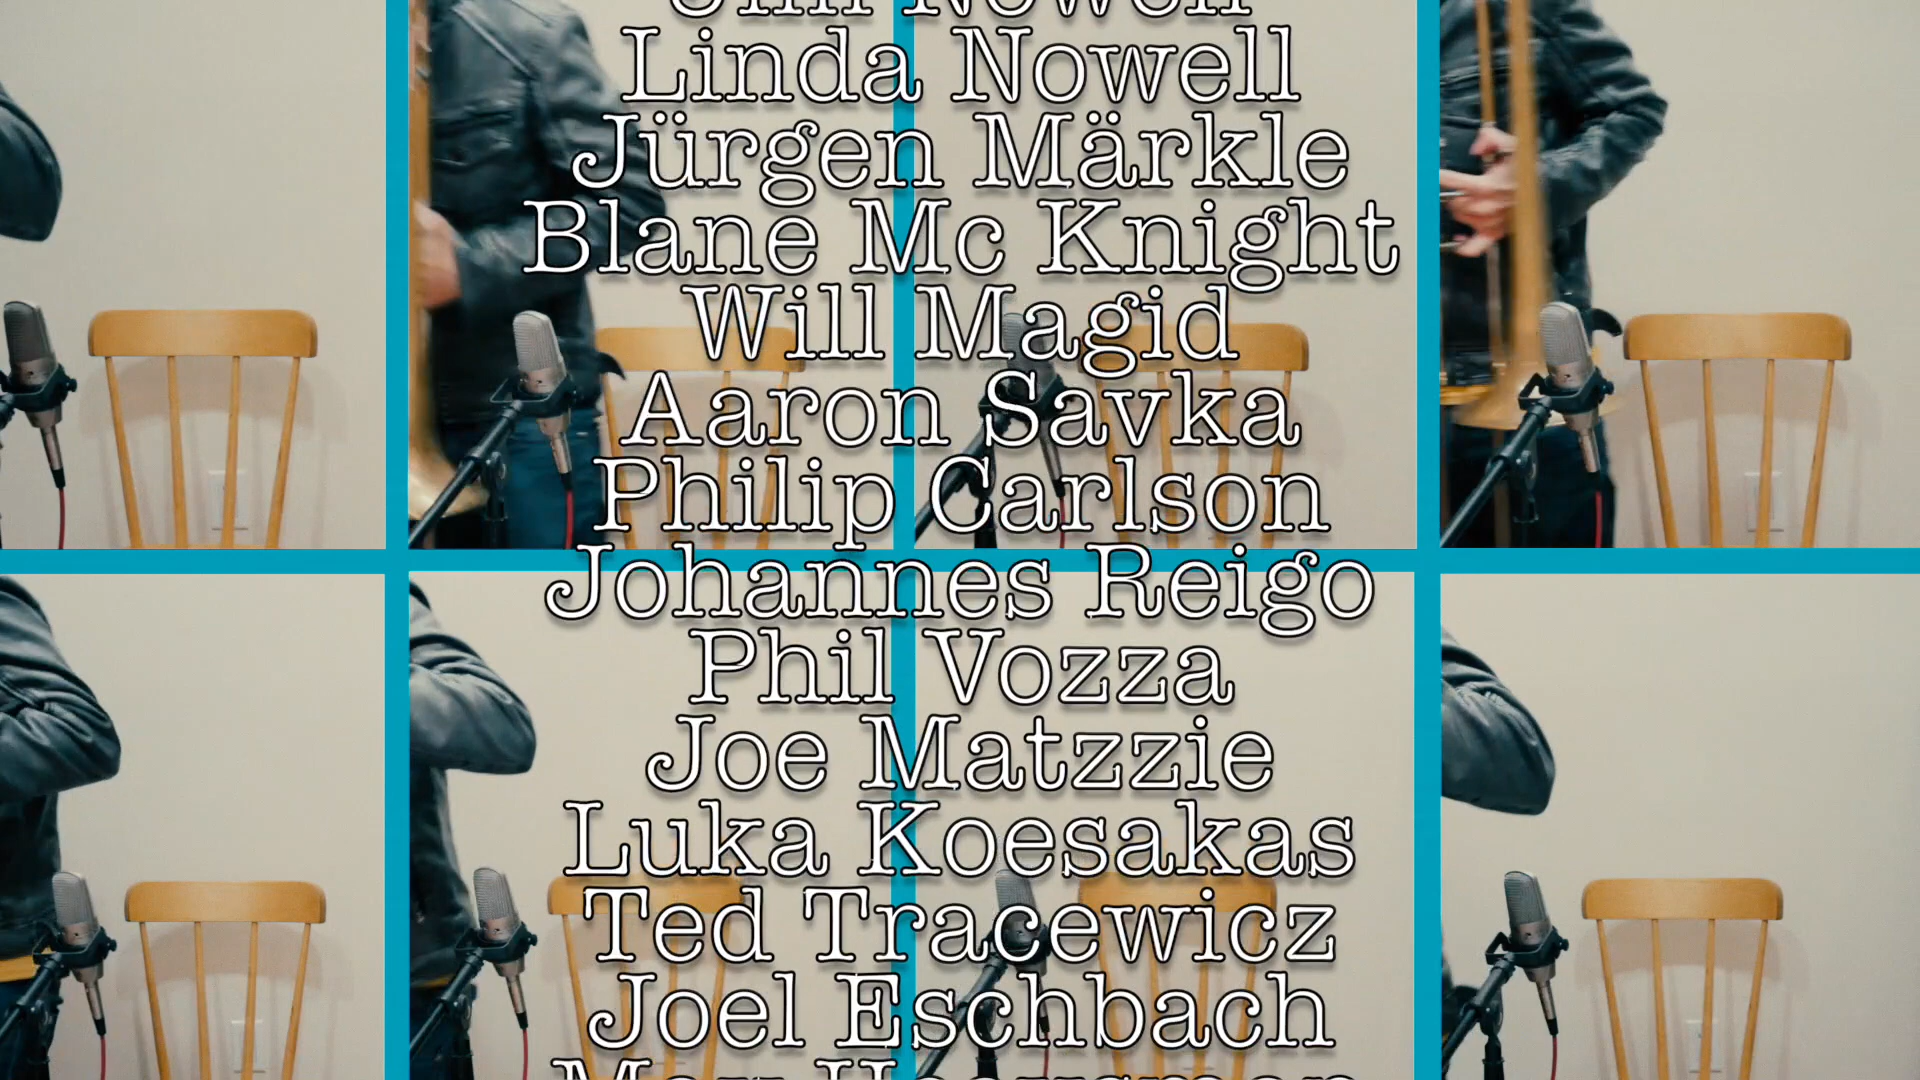 Nowell
Linda Nowell
Jürgen Märkle
Blane Mc Knight
Will Magid
Aaron Savka
Philip Carlson
Johannes Reigo
Phil Vozza
Joe Matzzie
Luka Koesakas
Ted Tracewicz
Joel Eschbach